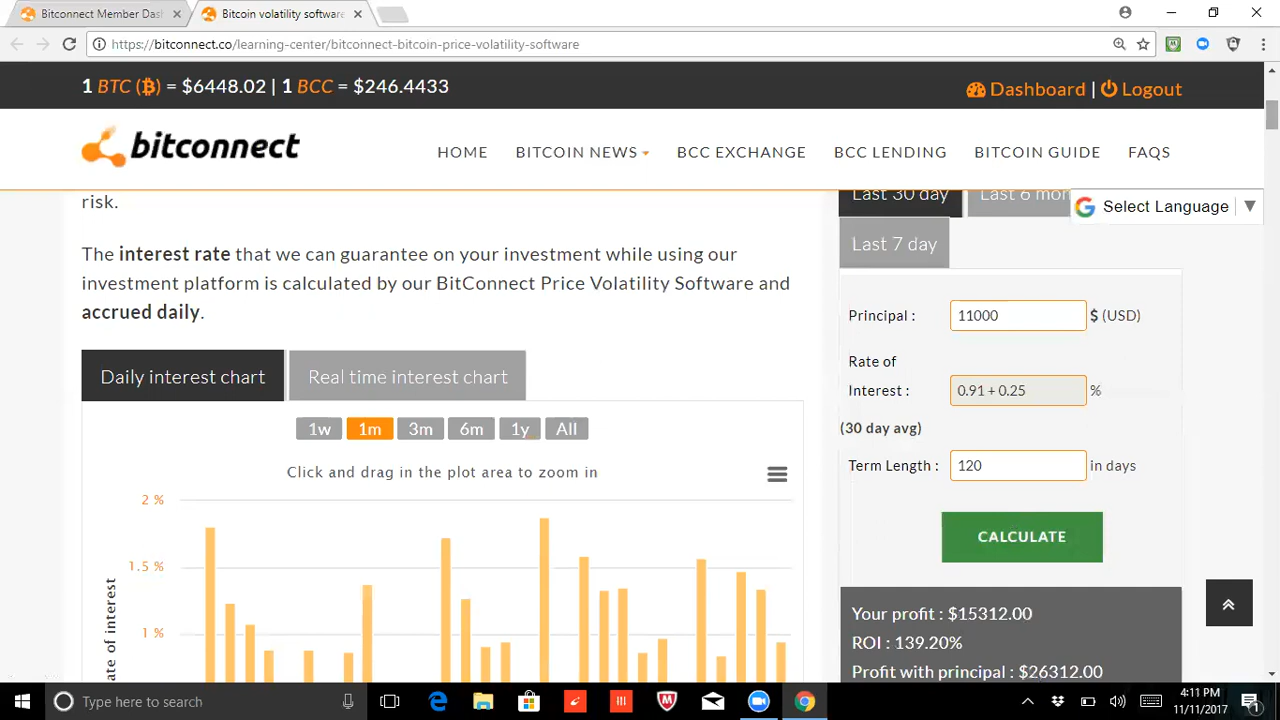 Bitconnect Member Das
Bitcoin volatility software
https://bitconnect.co/learning-center/bitconnect-bitcoin-price-volatility-software
1 BTC (₿) = $6448.02 | 1 BCC = $246.4433
Dashboard | Logout
bitconnect
HOME BITCOIN NEWS BCC EXCHANGE BCC LENDING BITCOIN GUIDE FAQS
risk.
The interest rate that we can guarantee on your investment while using our
investment platform is calculated by our BitConnect Price Volatility Software and
accrued daily.
Daily interest chart Real time interest chart
1w 1m 3m 6m 1y All
Click and drag in the plot area to zoom in
2 %
1.5 %
1 %
ate of interest
Last 30 day Last 6 mon
G Select Language ▼
Last 7 day
Principal : 11000 $ (USD)
Rate of
Interest : 0.91 + 0.25 %
(30 day avg)
Term Length : 120 in days
CALCULATE
Your profit : $15312.00
ROI : 139.20%
Profit with principal : $26312.00
Type here to search
4:11 PM
11/11/2017